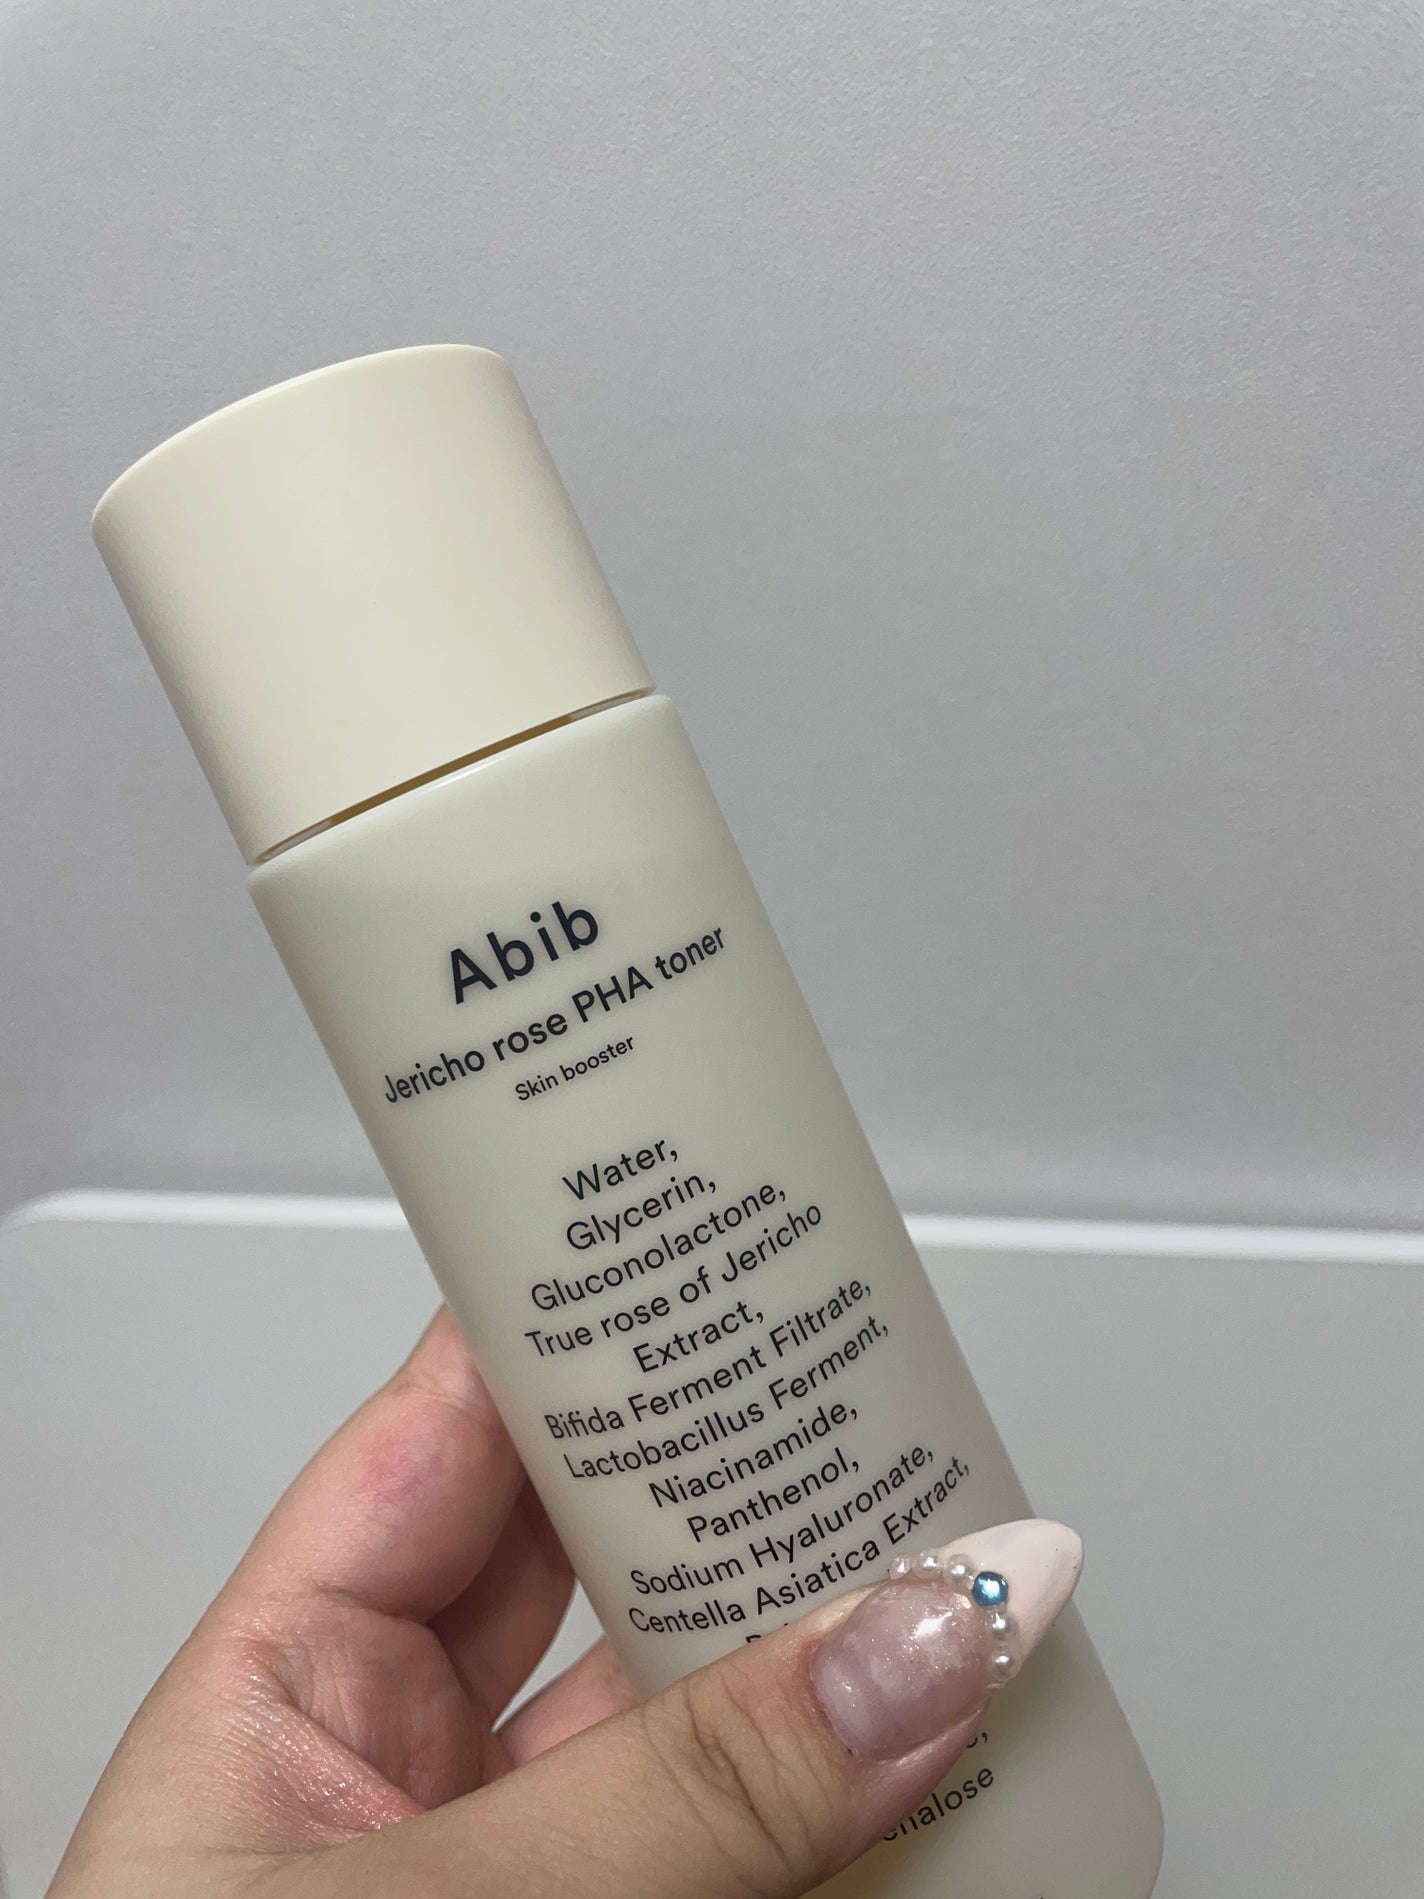 Abib
Jericho rose PHA toner
Skin booster
Water,
Glycerin,
Gluconolactone,
True rose of Jericho
Extract,
Bifida Ferment Filtrate,
Lactobacillus Ferment,
Niacinamide,
Panthenol,
Sodium Hyaluronate,
Centella Asiatica Extract,